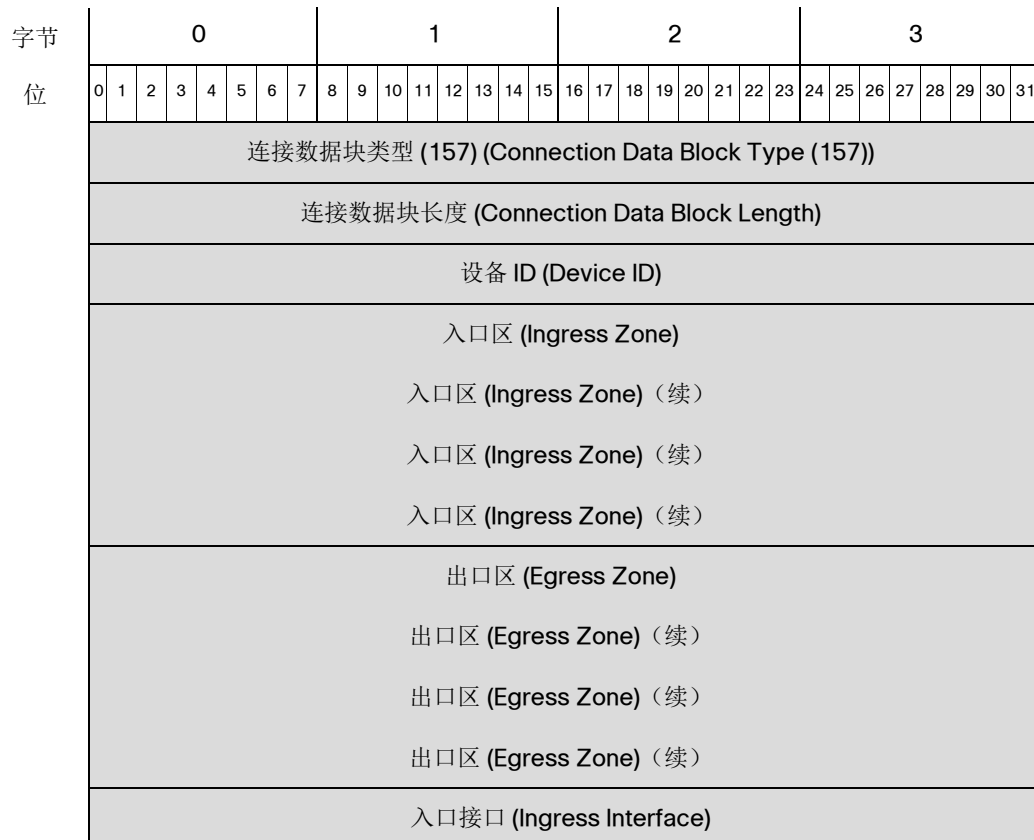 字节 0 1 2 3
位 0 1 2 3 4 5 6 7 8 9 10 11 12 13 14 15 16 17 18 19 20 21 22 23 24 25 26 27 28 29 30 31
连接数据块类型 (157) (Connection Data Block Type (157))
连接数据块长度 (Connection Data Block Length)
设备 ID (Device ID)
入口区 (Ingress Zone)
入口区 (Ingress Zone)（续）
入口区 (Ingress Zone)（续）
入口区 (Ingress Zone)（续）
出口区 (Egress Zone)
出口区 (Egress Zone)（续）
出口区 (Egress Zone)（续）
出口区 (Egress Zone)（续）
入口接口 (Ingress Interface)